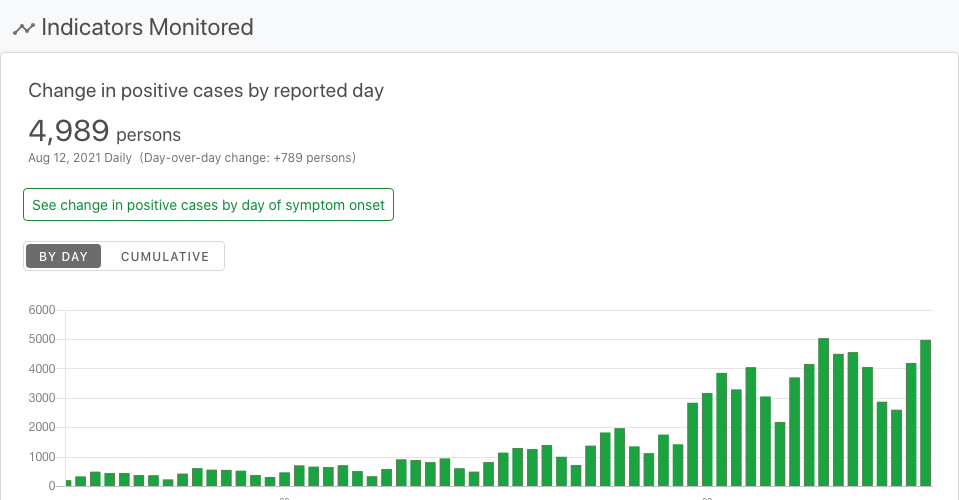 Indicators Monitored
Change in positive cases by reported day
4,989 persons
Aug 12, 2021 Daily (Day-over-day change: +789 persons)
See change in positive cases by day of symptom onset
BY DAY CUMULATIVE
6000
5000
4000
3000
2000
1000
0